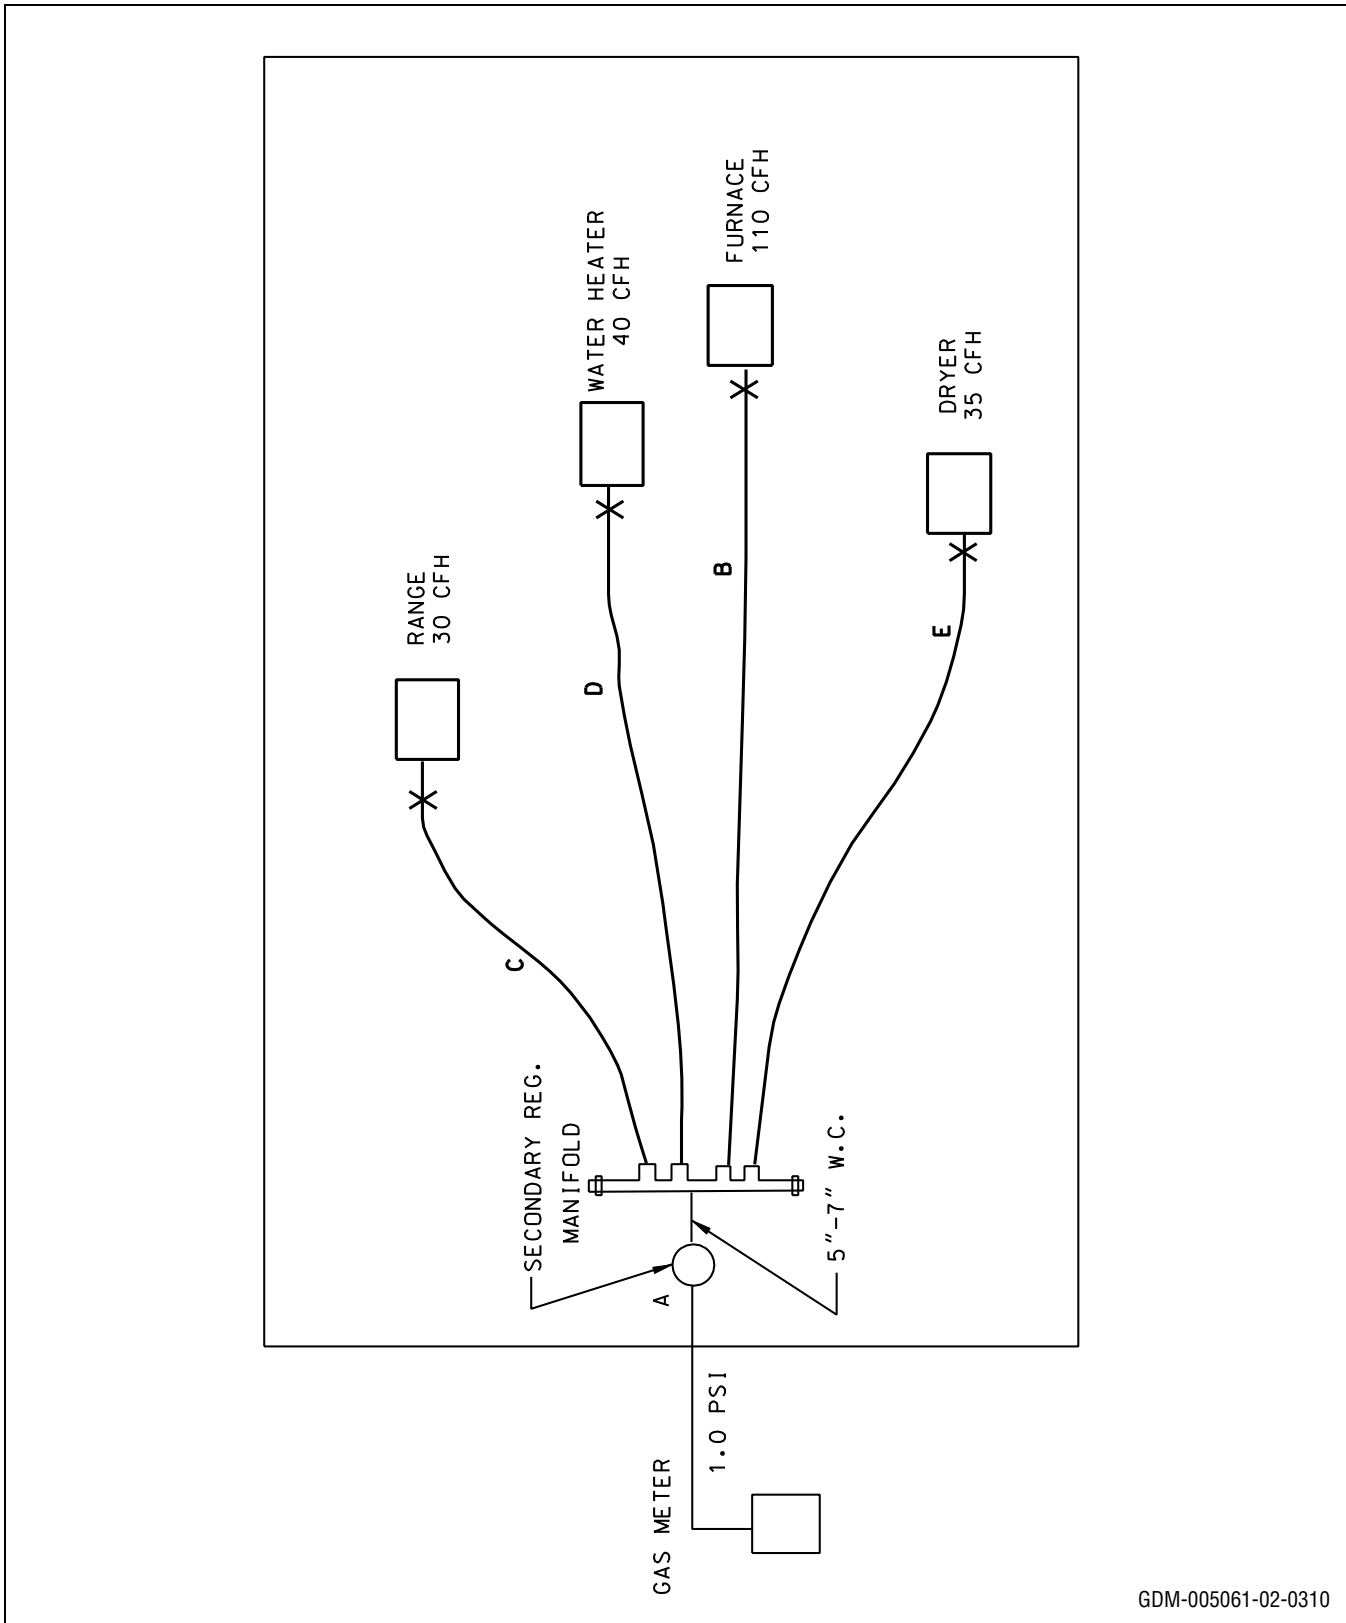 RANGE
30 CFH
WATER HEATER
40 CFH
FURNACE
110 CFH
DRYER
35 CFH
C
D
B
E
SECONDARY REG.
MANIFOLD
5"-7" W.C.
A
GAS METER
1.0 PSI
GDM-005061-02-0310